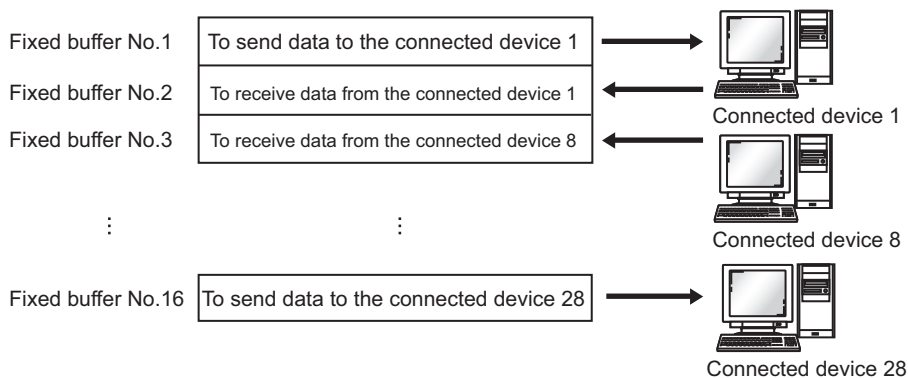 Fixed buffer No.1
To send data to the connected device 1
Fixed buffer No.2
To receive data from the connected device 1
Connected device 1
Fixed buffer No.3
To receive data from the connected device 8
Connected device 8
⋮
⋮
Fixed buffer No.16
To send data to the connected device 28
Connected device 28